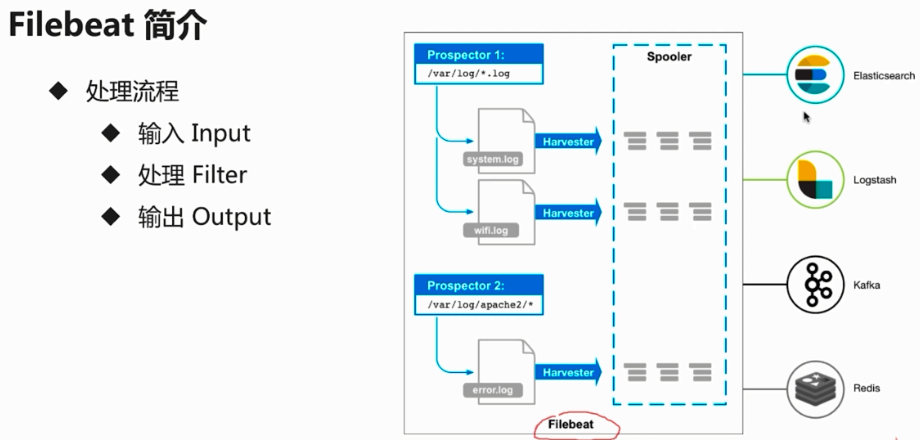 Filebeat 简介
处理流程
输入 Input
处理 Filter
输出 Output
Prospector 1:
/var/log/*.log
system.log
Harvester
wifi.log
Harvester
Prospector 2:
/var/log/apache2/*
error.log
Harvester
Spooler
Filebeat
Elasticsearch
Logstash
Kafka
Redis